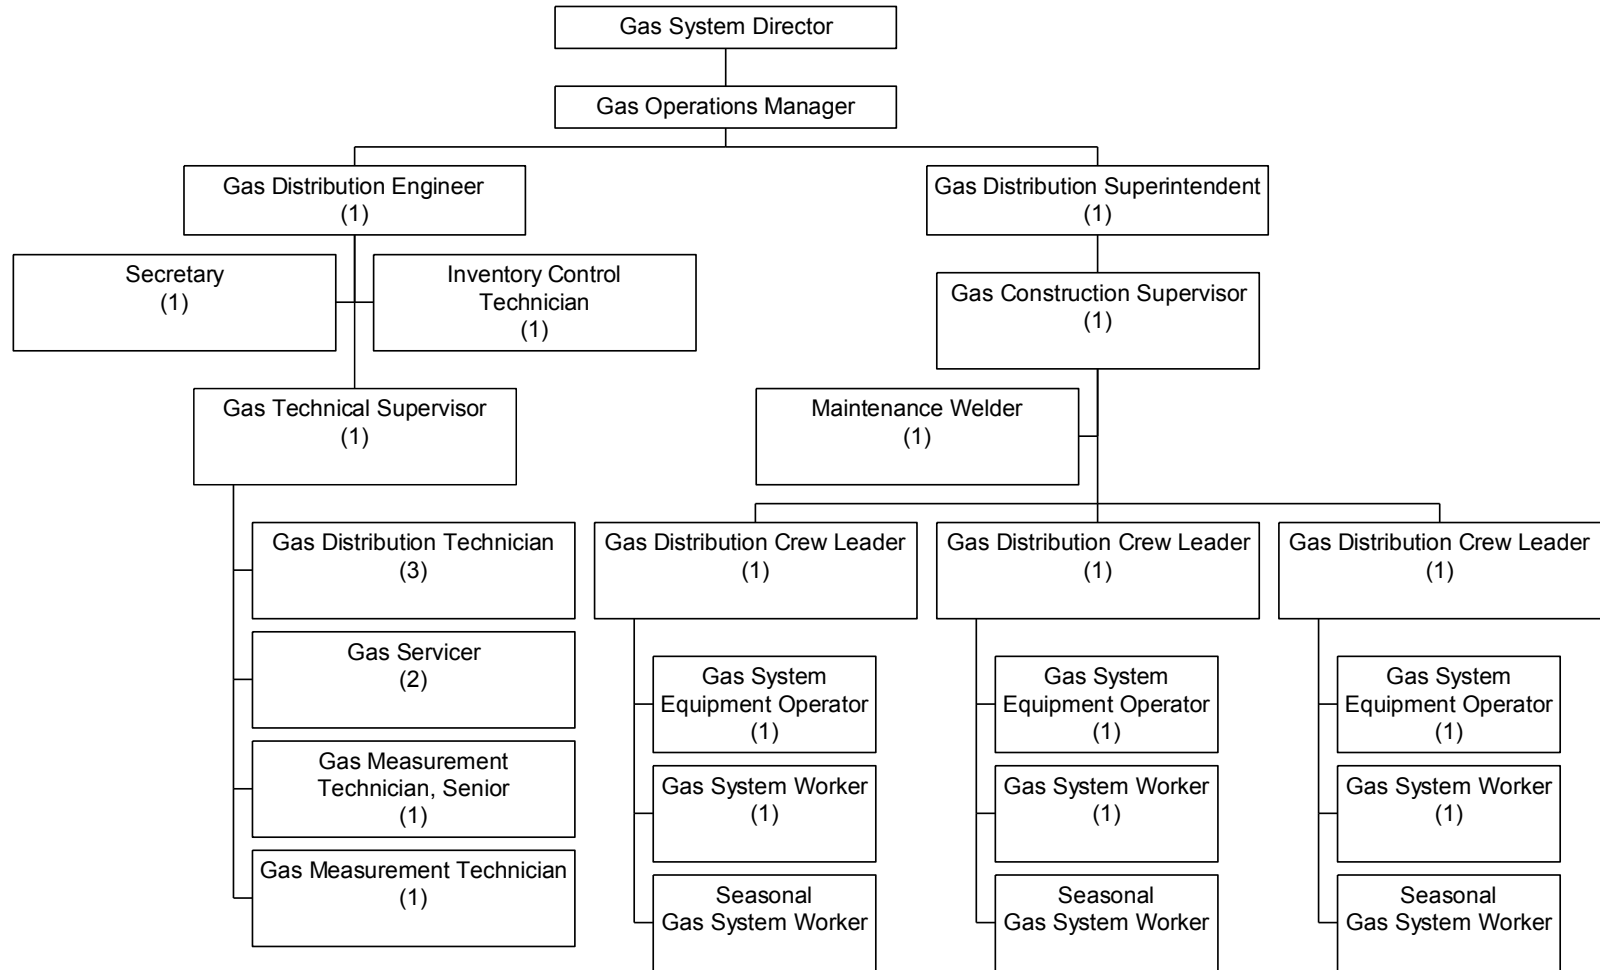 Gas System Director
Gas Operations Manager
Gas Distribution Engineer
(1)
Gas Distribution Superintendent
(1)
Secretary
(1)
Inventory Control
Technician
(1)
Gas Construction Supervisor
(1)
Gas Technical Supervisor
(1)
Maintenance Welder
(1)
Gas Distribution Technician
(3)
Gas Servicer
(2)
Gas Measurement
Technician, Senior
(1)
Gas Measurement Technician
(1)
Gas Distribution Crew Leader
(1)
Gas System
Equipment Operator
(1)
Gas System Worker
(1)
Seasonal
Gas System Worker
Gas Distribution Crew Leader
(1)
Gas System
Equipment Operator
(1)
Gas System Worker
(1)
Seasonal
Gas System Worker
Gas Distribution Crew Leader
(1)
Gas System
Equipment Operator
(1)
Gas System Worker
(1)
Seasonal
Gas System Worker